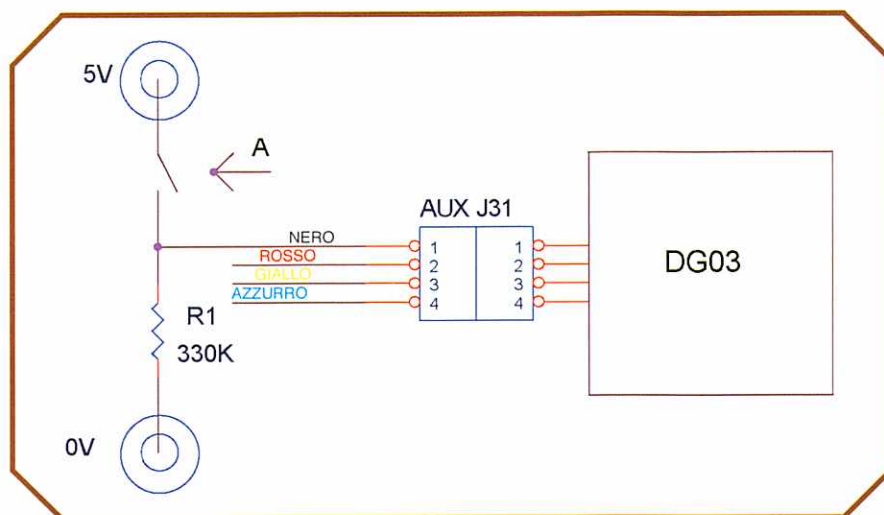 5V
A
AUX J31
NERO
ROSSO
GIALLO
AZZURRO
1
2
3
4
1
2
3
4
DG03
R1
330K
0V